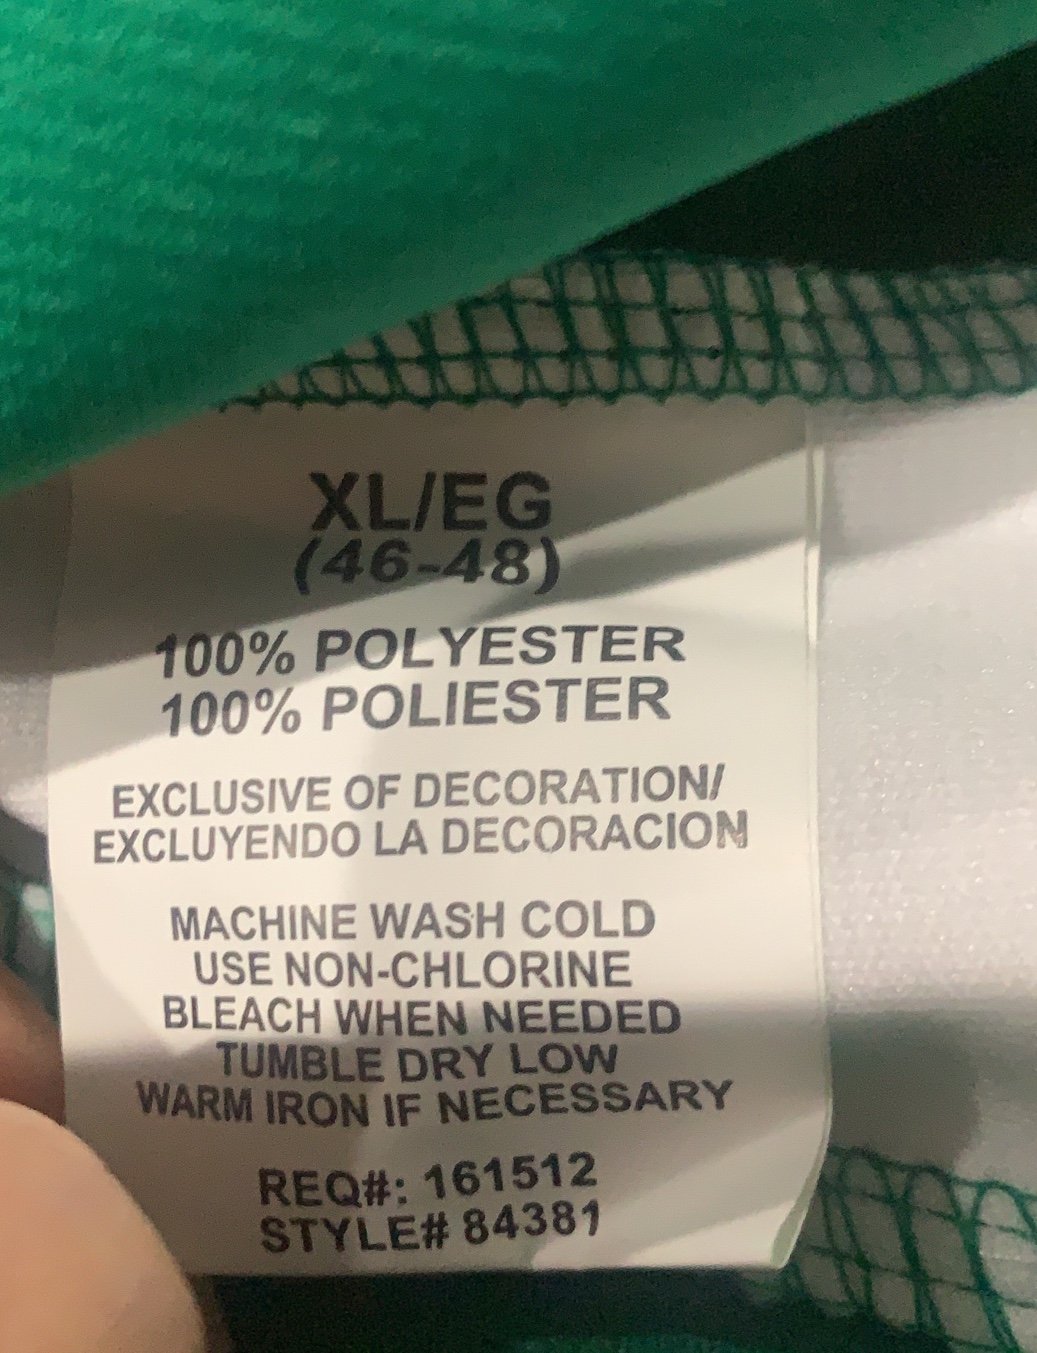 XL/EG
(46-48)
100% POLYESTER
100% POLIESTER
EXCLUSIVE OF DECORATION/
EXCLUYENDO LA DECORACION
MACHINE WASH COLD
USE NON-CHLORINE
BLEACH WHEN NEEDED
TUMBLE DRY LOW
WARM IRON IF NECESSARY
REQ#: 161512
STYLE# 84381